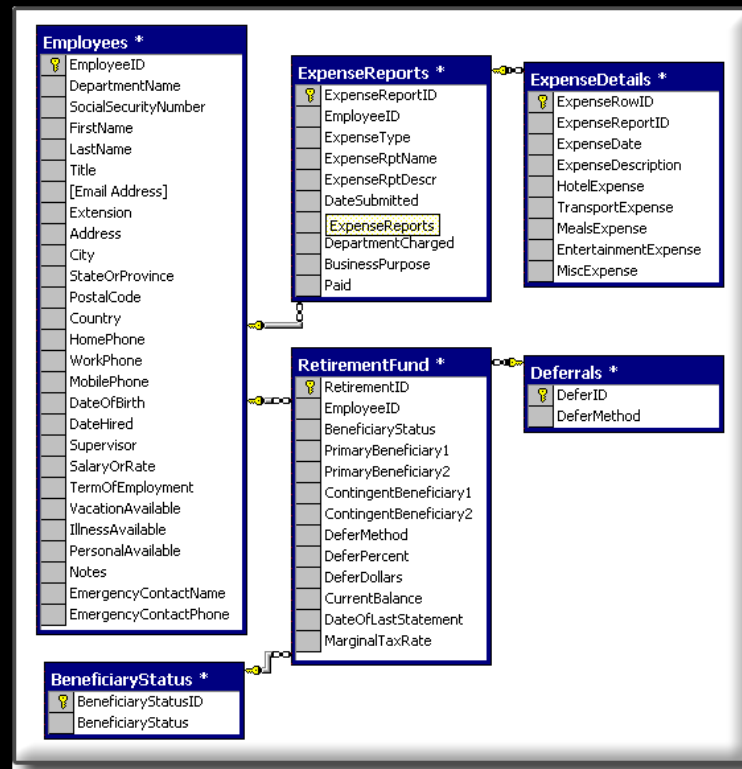 Employees *
EmployeeID
DepartmentName
SocialSecurityNumber
FirstName
LastName
Title
[Email Address]
Extension
Address
City
StateOrProvince
PostalCode
Country
HomePhone
WorkPhone
MobilePhone
DateOfBirth
DateHired
Supervisor
SalaryOrRate
TermOfEmployment
VacationAvailable
IllnessAvailable
PersonalAvailable
Notes
EmergencyContactName
EmergencyContactPhone
ExpenseReports *
ExpenseReportID
EmployeeID
ExpenseType
ExpenseRptName
ExpenseRptDescr
DateSubmitted
ExpenseReports
DepartmentCharged
BusinessPurpose
Paid
ExpenseDetails *
ExpenseRowID
ExpenseReportID
ExpenseDate
ExpenseDescription
HotelExpense
TransportExpense
MealsExpense
EntertainmentExpense
MiscExpense
RetirementFund *
RetirementID
EmployeeID
BeneficiaryStatus
PrimaryBeneficiary1
PrimaryBeneficiary2
ContingentBeneficiary1
ContingentBeneficiary2
DeferMethod
DeferPercent
DeferDollars
CurrentBalance
DateOfLastStatement
MarginalTaxRate
Deferrals *
DeferID
DeferMethod
BeneficiaryStatus *
BeneficiaryStatusID
BeneficiaryStatus